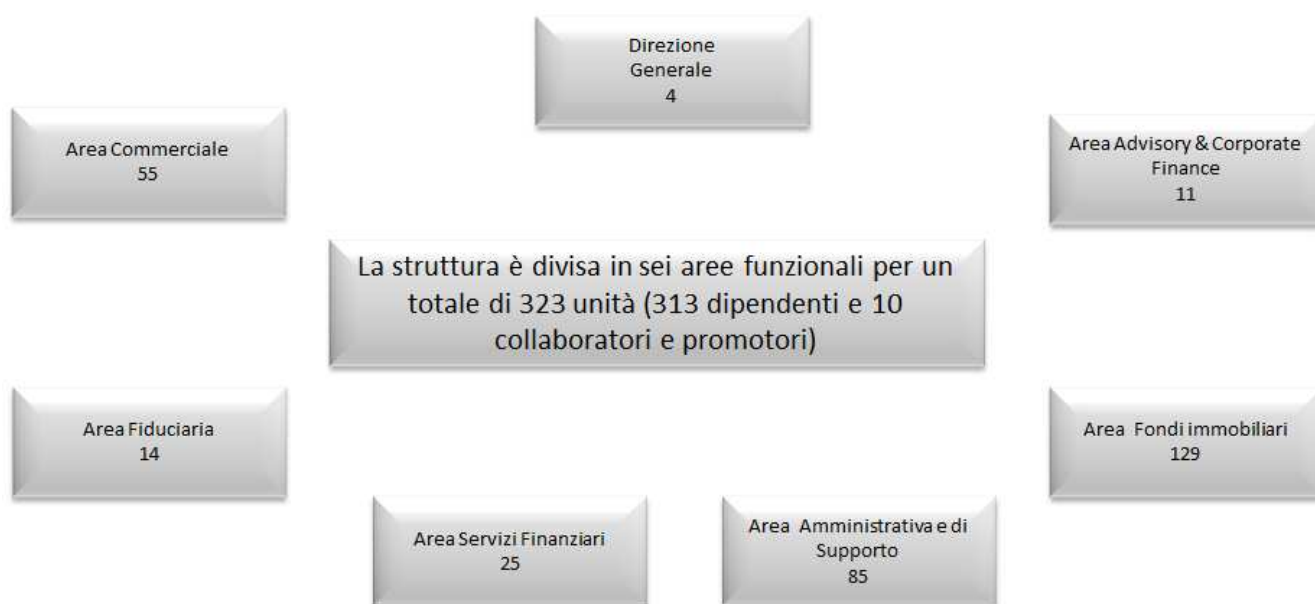 Direzione
Generale
4
Area Commerciale
55
Area Advisory & Corporate
Finance
11
La struttura è divisa in sei aree funzionali per un
totale di 323 unità (313 dipendenti e 10
collaboratori e promotori)
Area Fiduciaria
14
Area Fondi immobiliari
129
Area Servizi Finanziari
25
Area Amministrativa e di
Supporto
85